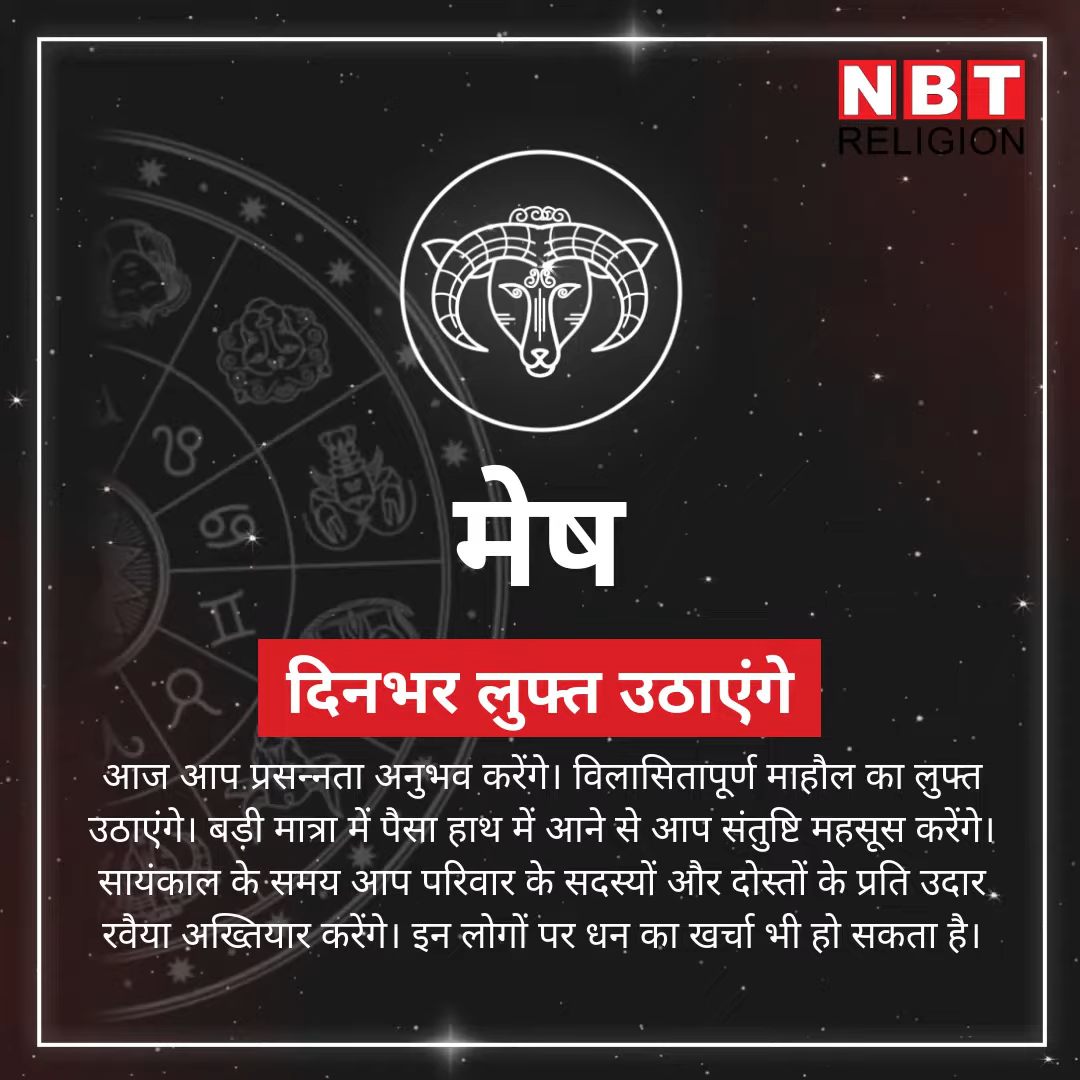 NBT
RELIGION
मेष
दिनभर लुफ्त उठाएंगे
आज आप प्रसन्नता अनुभव करेंगे। विलासितापूर्ण माहौल का लुफ्त
उठाएंगे। बड़ी मात्रा में पैसा हाथ में आने से आप संतुष्टि महसूस करेंगे।
सायंकाल के समय आप परिवार के सदस्यों और दोस्तों के प्रति उदार
रवैया अख्तियार करेंगे। इन लोगों पर धन का खर्चा भी हो सकता है।